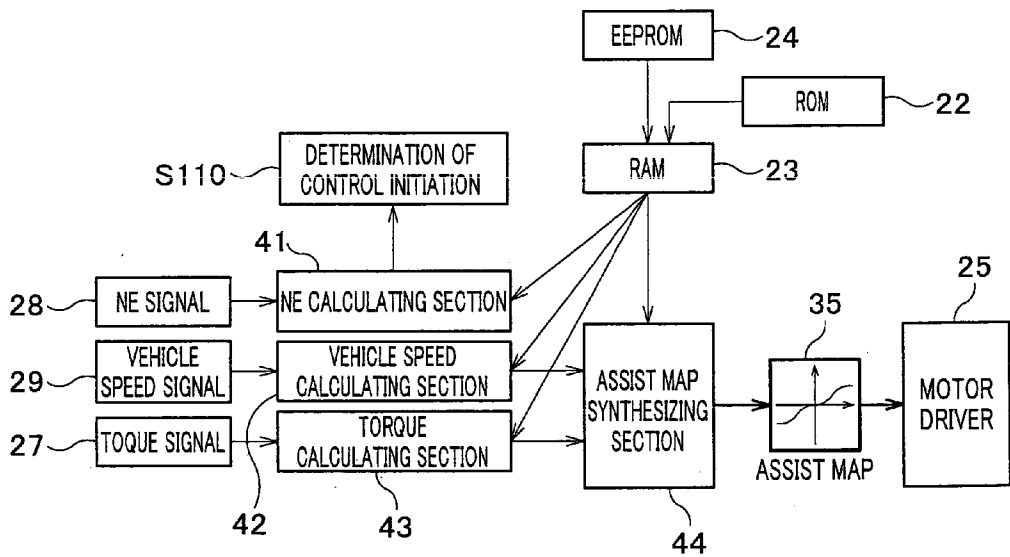 EEPROM
24
ROM
22
DETERMINATION OF
CONTROL INITIATION
S110
RAM
23
41
28
NE SIGNAL
NE CALCULATING SECTION
35
25
29
VEHICLE
SPEED SIGNAL
VEHICLE SPEED
CALCULATING SECTION
ASSIST MAP
SYNTHESIZING
SECTION
MOTOR
DRIVER
27
TOQUE SIGNAL
TORQUE
CALCULATING SECTION
ASSIST MAP
42
43
44